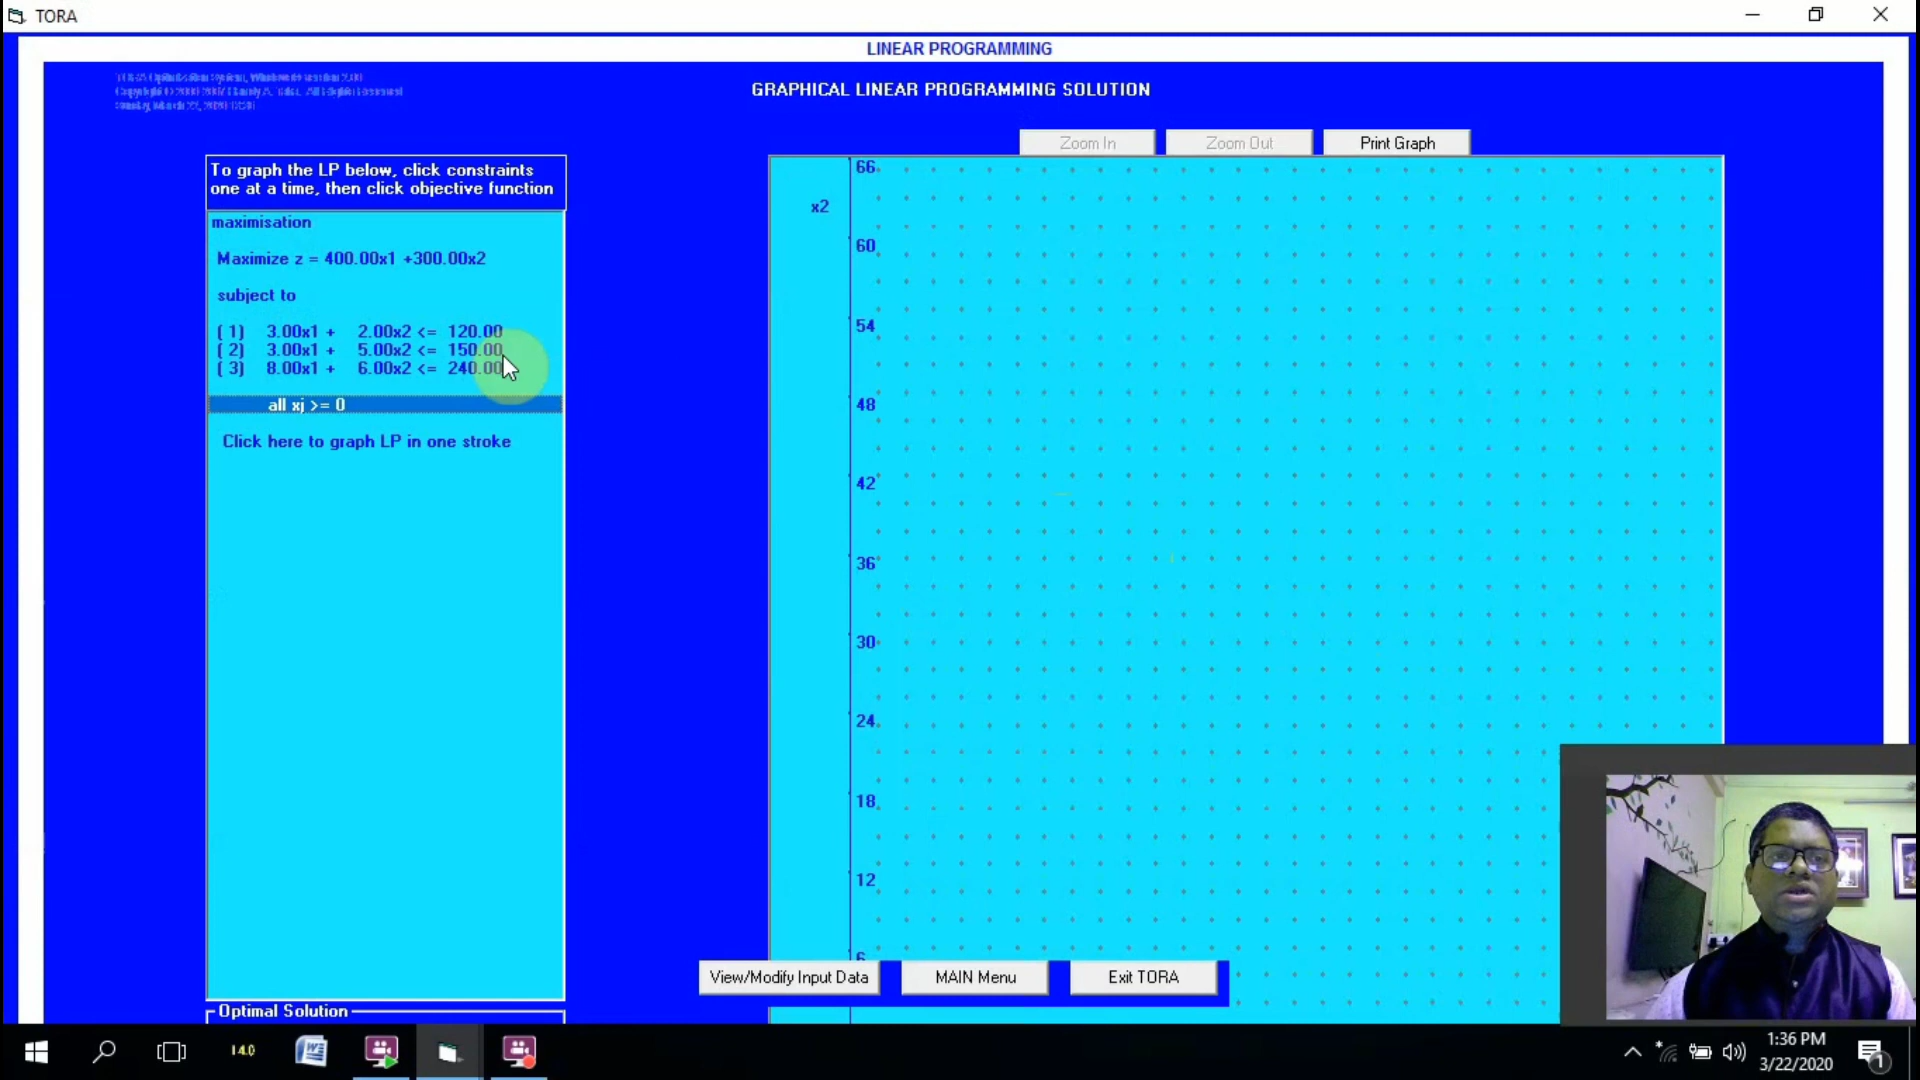 TORA
LINEAR PROGRAMMING
GRAPHICAL LINEAR PROGRAMMING SOLUTION
Zoom In
Zoom Out
Print Graph
To graph the LP below, click constraints
one at a time, then click objective function
maximisation
Maximize z = 400.00x1 +300.00x2
subject to
( 1) 3.00x1 + 2.00x2 <= 120.00
( 2) 3.00x1 + 5.00x2 <= 150.00
( 3) 8.00x1 + 6.00x2 <= 240.00
all xj >= 0
Click here to graph LP in one stroke
66
x2
60
54
48
42
36
30
24
18
12
6
View/Modify Input Data
MAIN Menu
Exit TORA
Optimal Solution
14.0
1:36 PM
3/22/2020
1